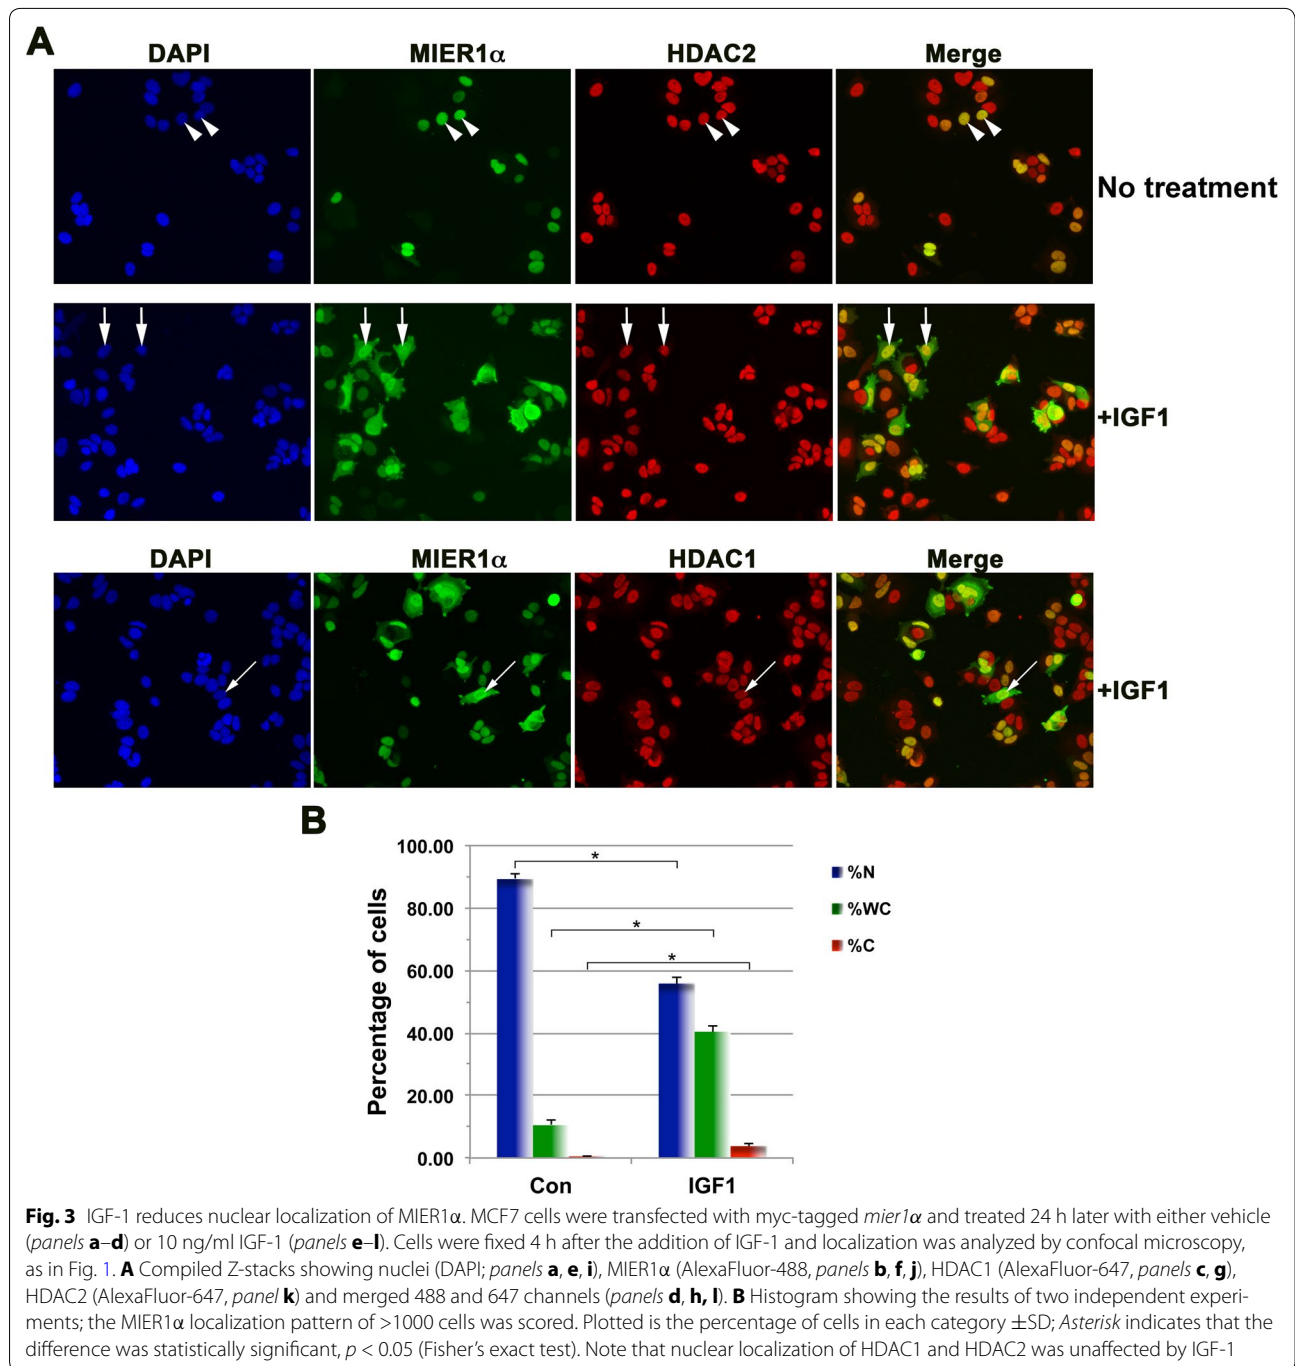 A
DAPI MIER1α HDAC2 Merge
No treatment
+IGF1
DAPI MIER1α HDAC1 Merge
+IGF1
B
100.00
80.00
60.00
40.00
20.00
0.00
Percentage of cells
* 
*
*
%N
%WC
%C
Con IGF1
Fig. 3 IGF-1 reduces nuclear localization of MIER1α. MCF7 cells were transfected with myc-tagged mier1α and treated 24 h later with either vehicle
(panels a–d) or 10 ng/ml IGF-1 (panels e–l). Cells were fixed 4 h after the addition of IGF-1 and localization was analyzed by confocal microscopy,
as in Fig. 1. A Compiled Z-stacks showing nuclei (DAPI; panels a, e, i), MIER1α (AlexaFluor-488, panels b, f, j), HDAC1 (AlexaFluor-647, panels c, g),
HDAC2 (AlexaFluor-647, panel k) and merged 488 and 647 channels (panels d, h, l). B Histogram showing the results of two independent experi-
ments; the MIER1α localization pattern of >1000 cells was scored. Plotted is the percentage of cells in each category ±SD; Asterisk indicates that the
difference was statistically significant, p < 0.05 (Fisher's exact test). Note that nuclear localization of HDAC1 and HDAC2 was unaffected by IGF-1